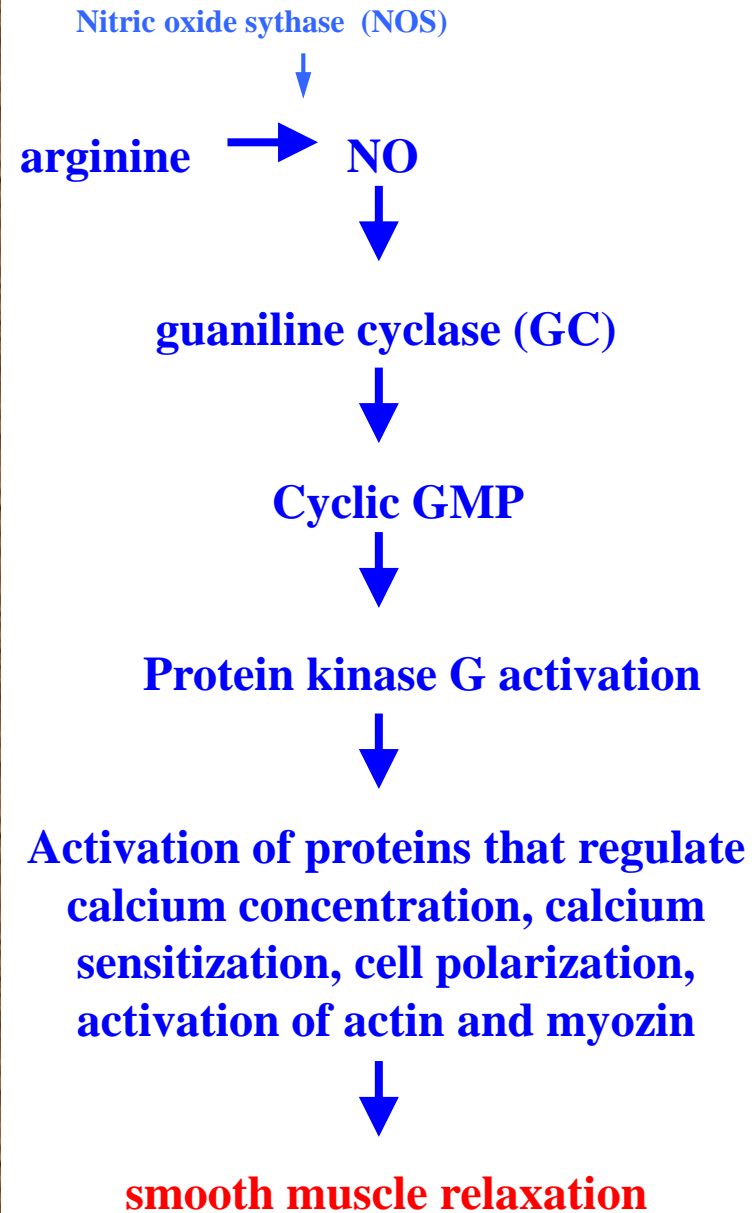 Nitric oxide sythase (NOS)
arginine NO
guaniline cyclase (GC)
Cyclic GMP
Protein kinase G activation
Activation of proteins that regulate
calcium concentration, calcium
sensitization, cell polarization,
activation of actin and myozin
smooth muscle relaxation